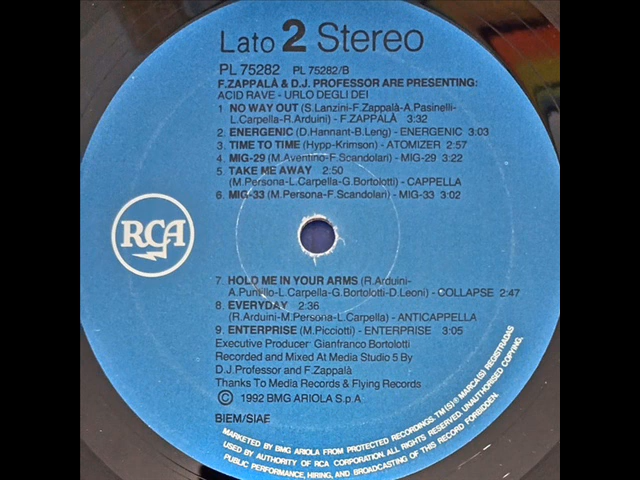 Lato 2 Stereo
PL 75282 PL 75282/B
F.ZAPPALÀ & D.J. PROFESSOR ARE PRESENTING:
ACID RAVE - URLO DEGLI DEI
1 NO WAY OUT (S.Lanzini-F.Zappalà-A.Pasinelli-
L.Carpella-R.Arduini) - F.ZAPPALÀ 3:32
2 ENERGENIC (D.Hannant-B.Leng) - ENERGENIC 3:03
3 TIME TO TIME (Hypp-Krimson) - ATOMIZER 2:57
4 MIG-29 (M.Aventino-F.Scandolari) - MIG-29 3:22
5 TAKE ME AWAY 2:50
(M.Persona-L.Carpella-G.Bortolotti) - CAPPELLA
6 MIG-33 (M.Persona-F.Scandolari) - MIG-33 3:02
RCA
7 HOLD ME IN YOUR ARMS (R.Arduini-
A.Puntillo-L.Carpella-G.Bortolotti-D.Leoni) - COLLAPSE 2:47
8 EVERYDAY 2:36
(R.Arduini-M.Persona-L.Carpella) - ANTICAPPELLA
9 ENTERPRISE (M.Picciotti) - ENTERPRISE 3:05
Executive Producer: Gianfranco Bortolotti
Recorded and Mixed At Media Studio 5 By
D.J.Professor and F.Zappalà
Thanks To Media Records & Flying Records
© 1992 BMG ARIOLA S.p.A.
BIEM/SIAE
MARKETED BY BMG ARIOLA FROM PROTECTED RECORDINGS. TM(S)® MARCA(S) REGISTRADAS
USED BY AUTHORITY OF RCA CORPORATION. ALL RIGHTS RESERVED. UNAUTHORISED COPYING,
PUBLIC PERFORMANCE, HIRING, AND BROADCASTING OF THIS RECORD FORBIDDEN.